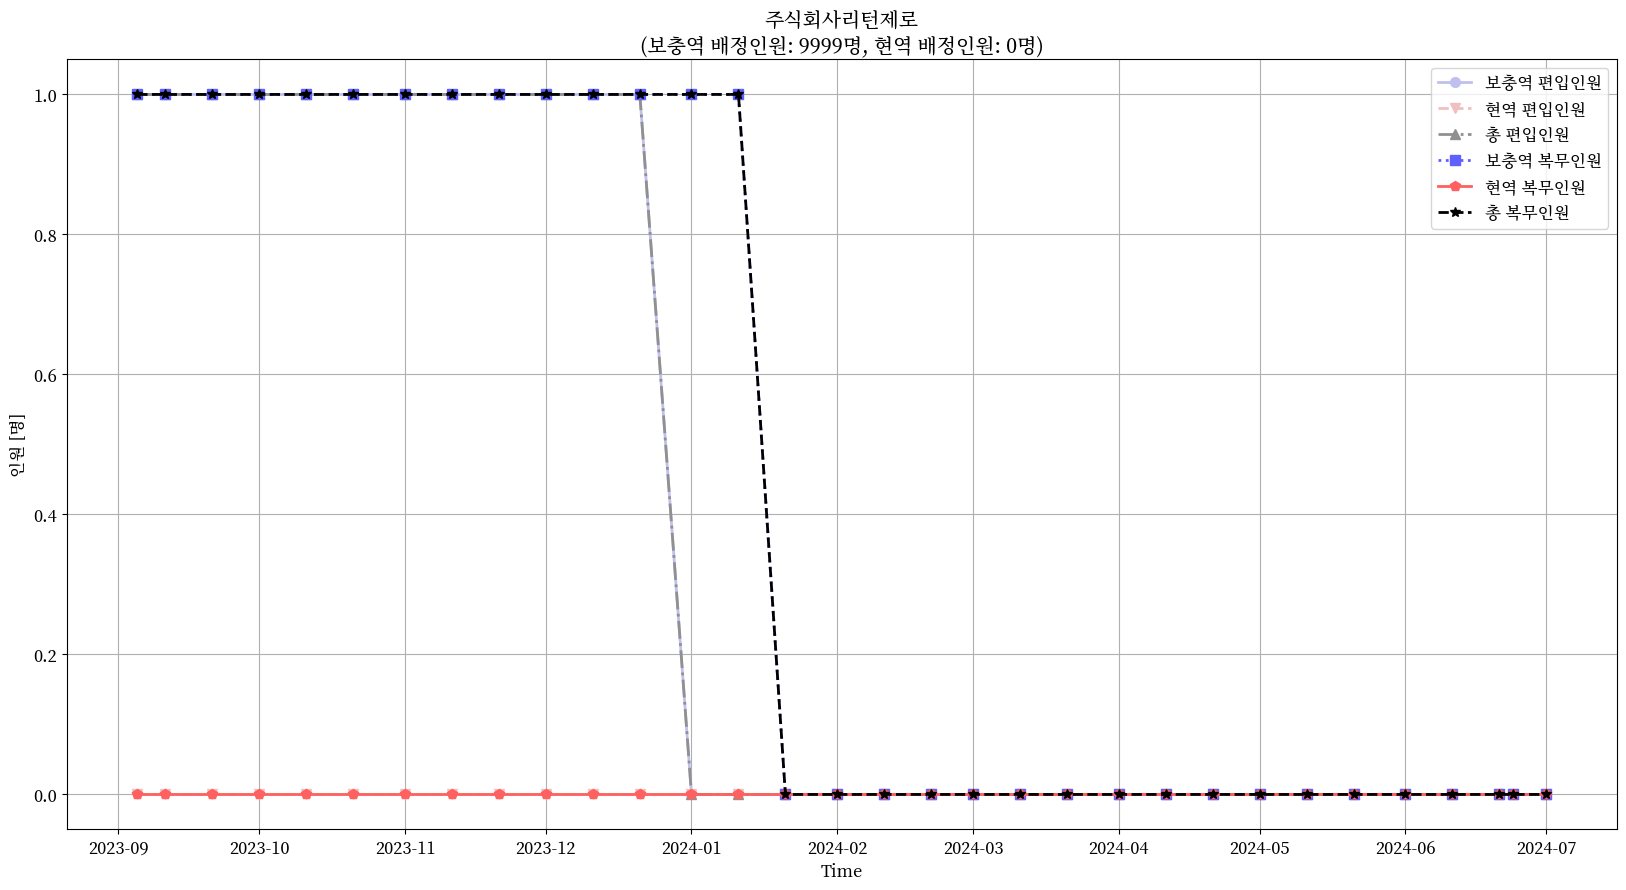 주식회사리턴제로
(보충역 배정인원: 9999명, 현역 배정인원: 0명)
보충역 편입인원
현역 편입인원
총 편입인원
보충역 복무인원
현역 복무인원
총 복무인원
1.0
0.8
0.6
0.4
0.2
0.0
인원 [명]
2023-09
2023-10
2023-11
2023-12
2024-01
2024-02
2024-03
2024-04
2024-05
2024-06
2024-07
Time